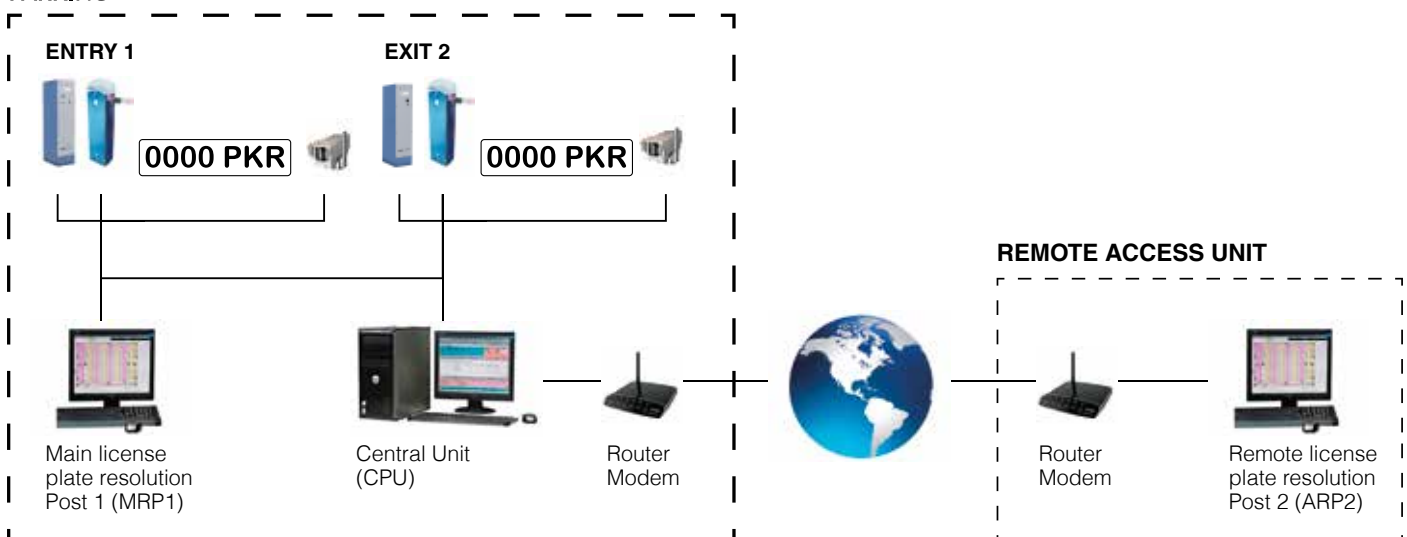 ENTRY 1
EXIT 2
0000 PKR
0000 PKR
REMOTE ACCESS UNIT
Main license
plate resolution
Post 1 (MRP1)
Central Unit
(CPU)
Router
Modem
Router
Modem
Remote license
plate resolution
Post 2 (ARP2)